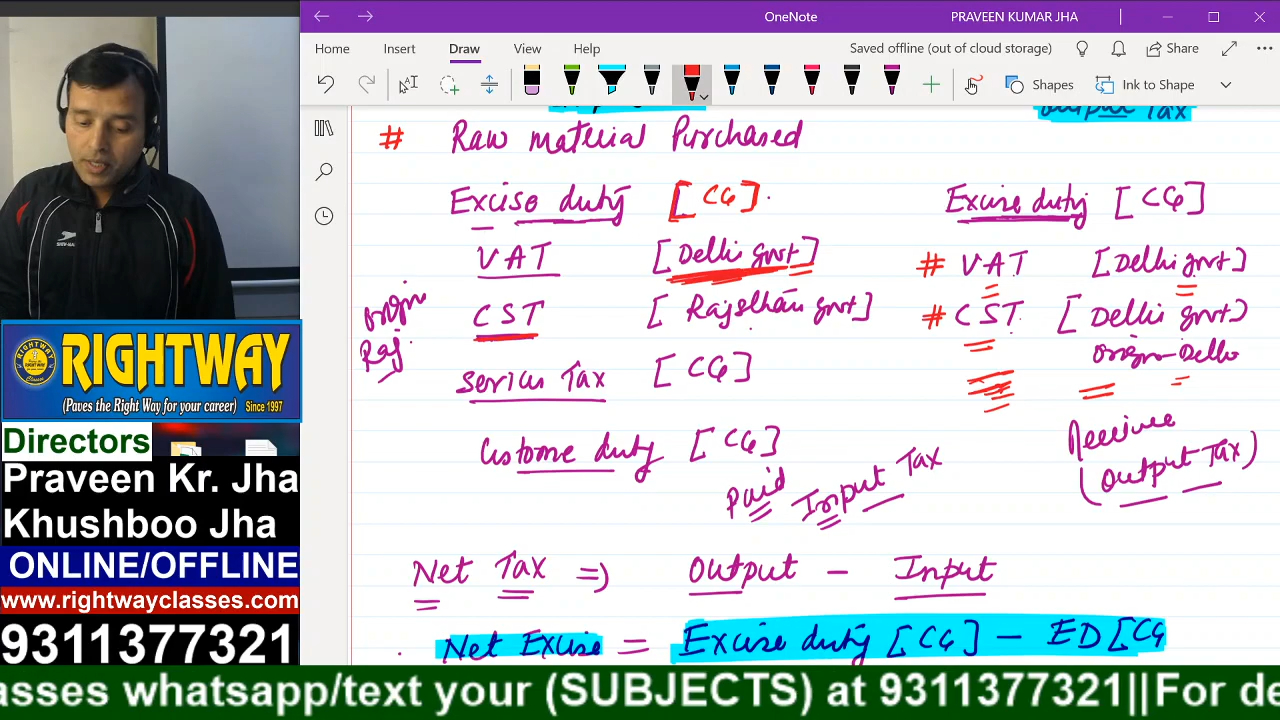 OneNote
PRAVEEN KUMAR JHA
Home Insert Draw View Help
Saved offline (out of cloud storage)
Share
Shapes
Ink to Shape
Output Tax
# Raw material Purchased
Excise duty [CG]
Excise duty [CG]
VAT [Delhi govt]
# VAT [Delhi govt]
origin
Raj.
CST [Rajsthan govt]
# CST [Delhi govt]
origin - Delhi
Service Tax [CG]
Custome duty [CG]
Paid
Input Tax
Receive
(Output Tax)
Net Tax => Output - Input
Net Excise = Excise duty [CG] - ED [CG
RIGHTWAY
(Paves the Right Way for your career) Since 1997
Directors
Praveen Kr. Jha
Khushboo Jha
ONLINE/OFFLINE
www.rightwayclasses.com
9311377321
lasses whatsapp/text your (SUBJECTS) at 9311377321||For de